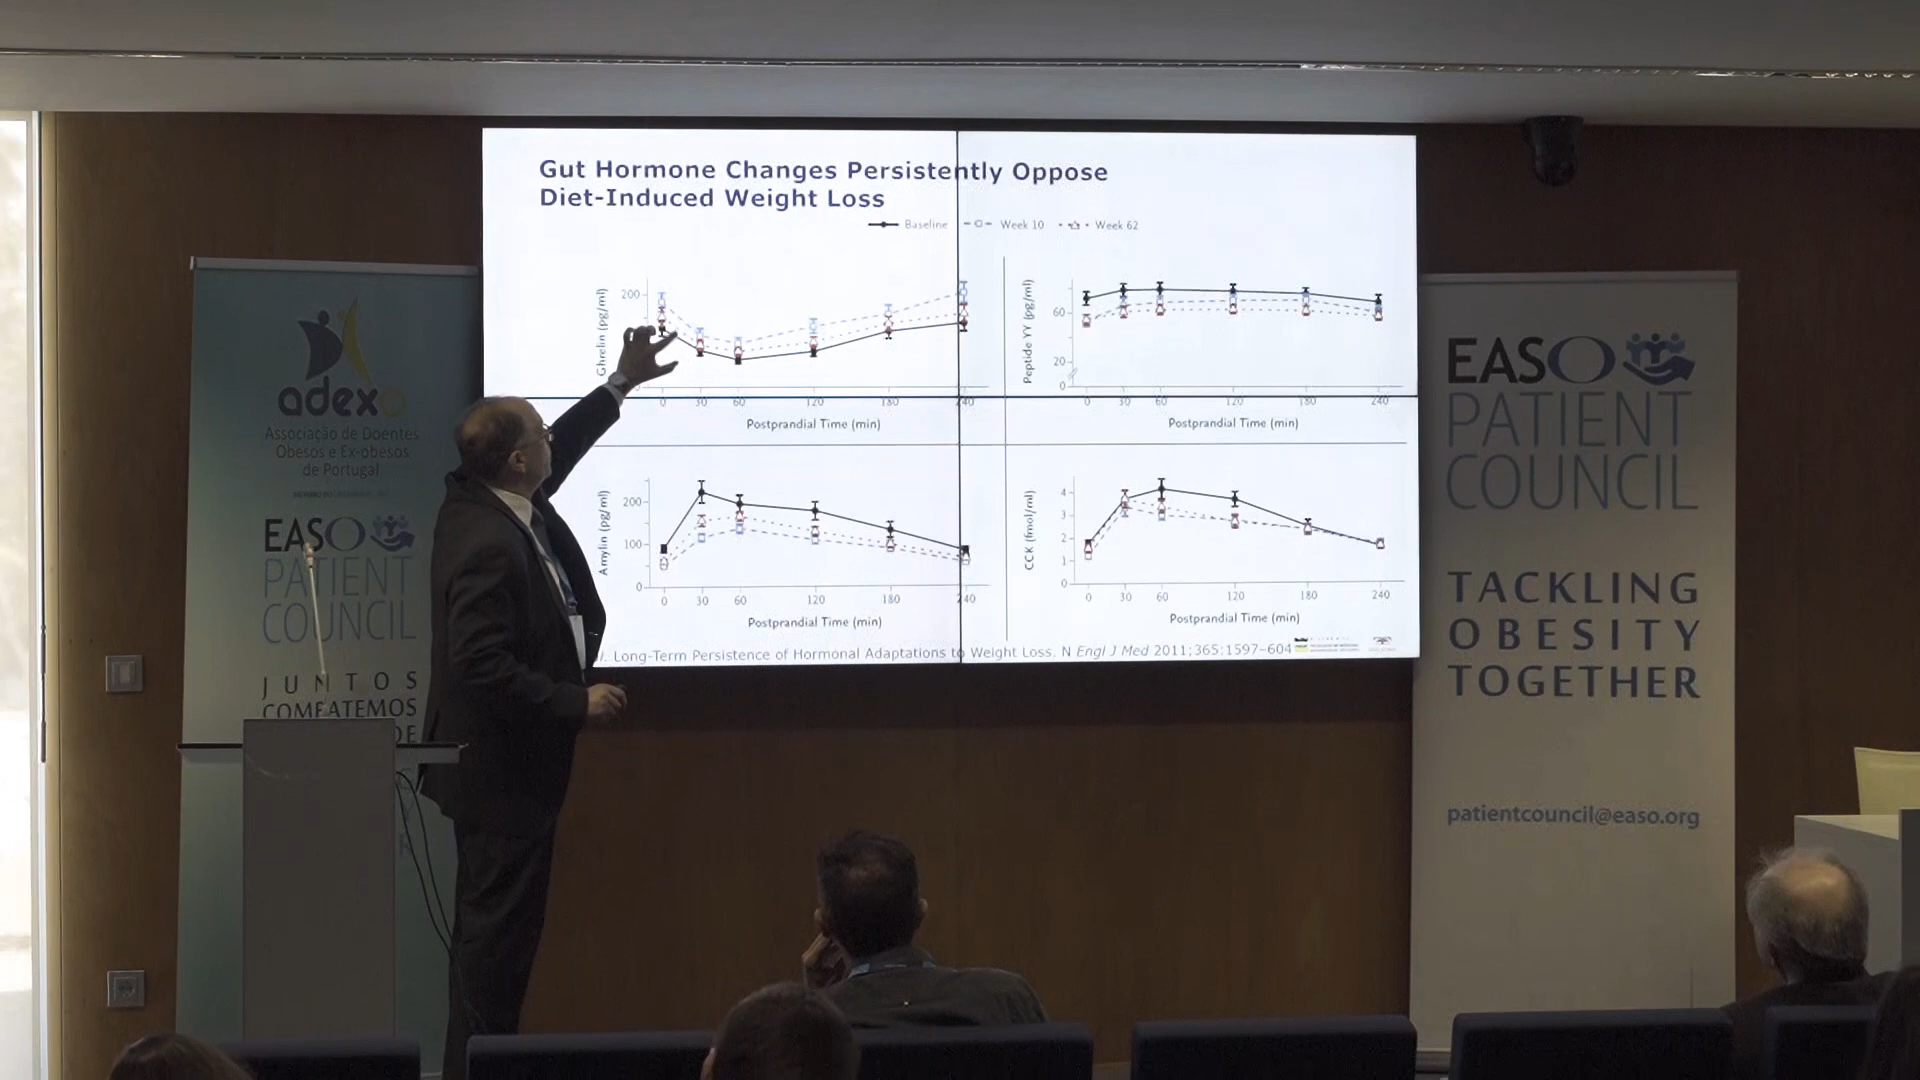 Gut Hormone Changes Persistently Oppose
Diet-Induced Weight Loss
Baseline Week 10 Week 62
Ghrelin (pg/ml)
200
0 30 60 120 180 240
Postprandial Time (min)
Peptide YY (pg/ml)
60
20
0
0 30 60 120 180 240
Postprandial Time (min)
Amylin (pg/ml)
200
100
0
0 30 60 120 180 240
Postprandial Time (min)
CCK (fmol/ml)
4
3
2
1
0
0 30 60 120 180 240
Postprandial Time (min)
Long-Term Persistence of Hormonal Adaptations to Weight Loss. N Engl J Med 2011;365:1597–604
adexo
Associação de Doentes
Obesos e Ex-obesos
de Portugal
EASO
PATIENT
COUNCIL
JUNTOS
COMBATEMOS
DE
EASO
PATIENT
COUNCIL
TACKLING
OBESITY
TOGETHER
patientcouncil@easo.org